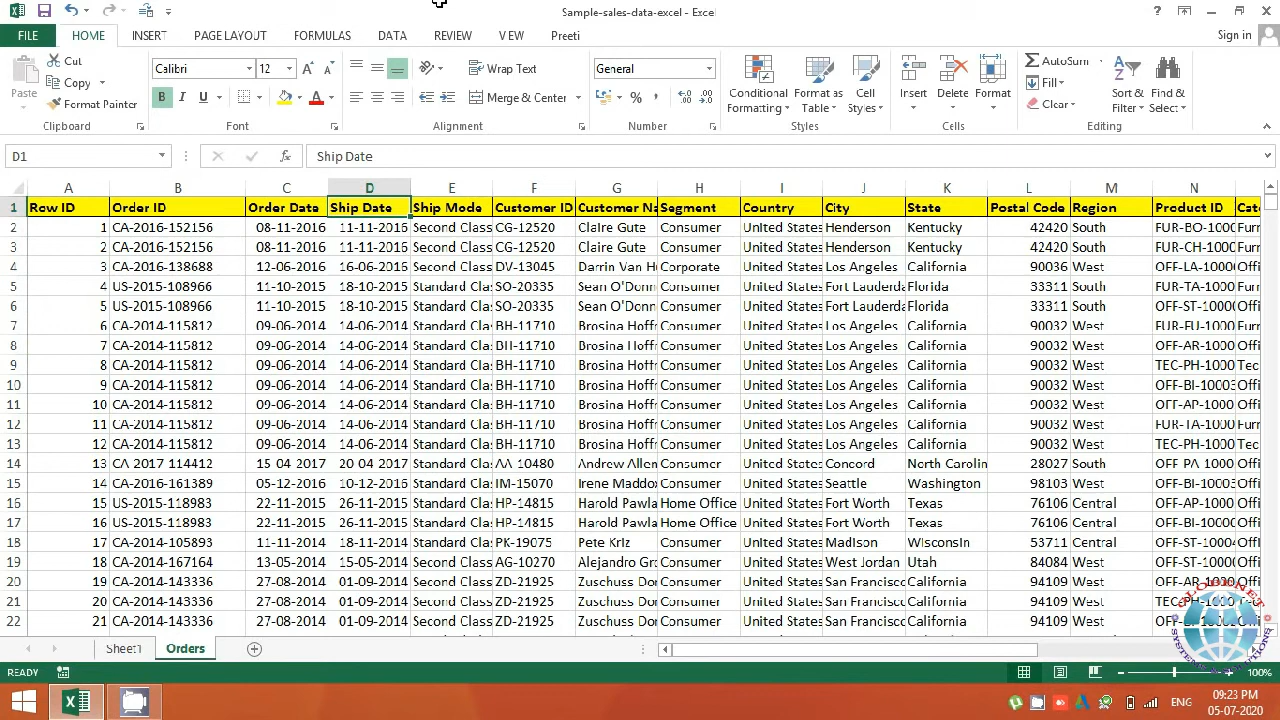 Sample-sales-data-excel - Excel
FILE HOME INSERT PAGE LAYOUT FORMULAS DATA REVIEW VIEW Preeti Sign in
Paste Cut Copy Format Painter Clipboard
Calibri 12 B I U A Font
Wrap Text Merge & Center Alignment
General % , Number
Conditional Formatting Format as Table Cell Styles Styles
Insert Delete Format Cells
AutoSum Fill Clear Sort & Filter Find & Select Editing
D1 fx Ship Date
A B C D E F G H I J K L M N
1 Row ID Order ID Order Date Ship Date Ship Mode Customer ID Customer Na Segment Country City State Postal Code Region Product ID Cate
2 1 CA-2016-152156 08-11-2016 11-11-2016 Second Class CG-12520 Claire Gute Consumer United States Henderson Kentucky 42420 South FUR-BO-1000 Furn
3 2 CA-2016-152156 08-11-2016 11-11-2016 Second Class CG-12520 Claire Gute Consumer United States Henderson Kentucky 42420 South FUR-CH-1000 Furn
4 3 CA-2016-138688 12-06-2016 16-06-2016 Second Class DV-13045 Darrin Van H Corporate United States Los Angeles California 90036 West OFF-LA-1000 Offi
5 4 US-2015-108966 11-10-2015 18-10-2015 Standard Clas SO-20335 Sean O'Donn Consumer United States Fort Lauderda Florida 33311 South FUR-TA-1000 Furn
6 5 US-2015-108966 11-10-2015 18-10-2015 Standard Clas SO-20335 Sean O'Donn Consumer United States Fort Lauderda Florida 33311 South OFF-ST-1000 Offi
7 6 CA-2014-115812 09-06-2014 14-06-2014 Standard Clas BH-11710 Brosina Hoff Consumer United States Los Angeles California 90032 West FUR-FU-1000 Furn
8 7 CA-2014-115812 09-06-2014 14-06-2014 Standard Clas BH-11710 Brosina Hoff Consumer United States Los Angeles California 90032 West OFF-AR-1000 Offi
9 8 CA-2014-115812 09-06-2014 14-06-2014 Standard Clas BH-11710 Brosina Hoff Consumer United States Los Angeles California 90032 West TEC-PH-1000 Tec
10 9 CA-2014-115812 09-06-2014 14-06-2014 Standard Clas BH-11710 Brosina Hoff Consumer United States Los Angeles California 90032 West OFF-BI-1000 Offi
11 10 CA-2014-115812 09-06-2014 14-06-2014 Standard Clas BH-11710 Brosina Hoff Consumer United States Los Angeles California 90032 West OFF-AP-1000 Offi
12 11 CA-2014-115812 09-06-2014 14-06-2014 Standard Clas BH-11710 Brosina Hoff Consumer United States Los Angeles California 90032 West FUR-TA-1000 Furn
13 12 CA-2014-115812 09-06-2014 14-06-2014 Standard Clas BH-11710 Brosina Hoff Consumer United States Los Angeles California 90032 West TEC-PH-1000 Tec
14 13 CA-2017-114412 15-04-2017 20-04-2017 Standard Clas AA-10480 Andrew Allen Consumer United States Concord North Carolin 28027 South OFF-PA-1000 Offi
15 14 CA-2016-161389 05-12-2016 10-12-2016 Standard Clas IM-15070 Irene Maddox Consumer United States Seattle Washington 98103 West OFF-BI-1000 Offi
16 15 US-2015-118983 22-11-2015 26-11-2015 Standard Clas HP-14815 Harold Pawla Home Office United States Fort Worth Texas 76106 Central OFF-AP-1000 Offi
17 16 US-2015-118983 22-11-2015 26-11-2015 Standard Clas HP-14815 Harold Pawla Home Office United States Fort Worth Texas 76106 Central OFF-BI-1000 Offi
18 17 CA-2014-105893 11-11-2014 18-11-2014 Standard Clas PK-19075 Pete Kriz Consumer United States Madison Wisconsin 53711 Central OFF-ST-1000 Offi
19 18 CA-2014-167164 13-05-2014 15-05-2014 Second Class AG-10270 Alejandro Gro Consumer United States West Jordan Utah 84084 West OFF-ST-1000 Offi
20 19 CA-2014-143336 27-08-2014 01-09-2014 Second Class ZD-21925 Zuschuss Don Consumer United States San Francisco California 94109 West OFF-AR
21 20 CA-2014-143336 27-08-2014 01-09-2014 Second Class ZD-21925 Zuschuss Don Consumer United States San Francisco California 94109 West TEC
22 21 CA-2014-143336 27-08-2014 01-09-2014 Second Class ZD-21925 Zuschuss Don Consumer United States San Francisco California 94109 West OFF
Sheet1 Orders
READY 100%
ENG 09:23 PM
05-07-2020